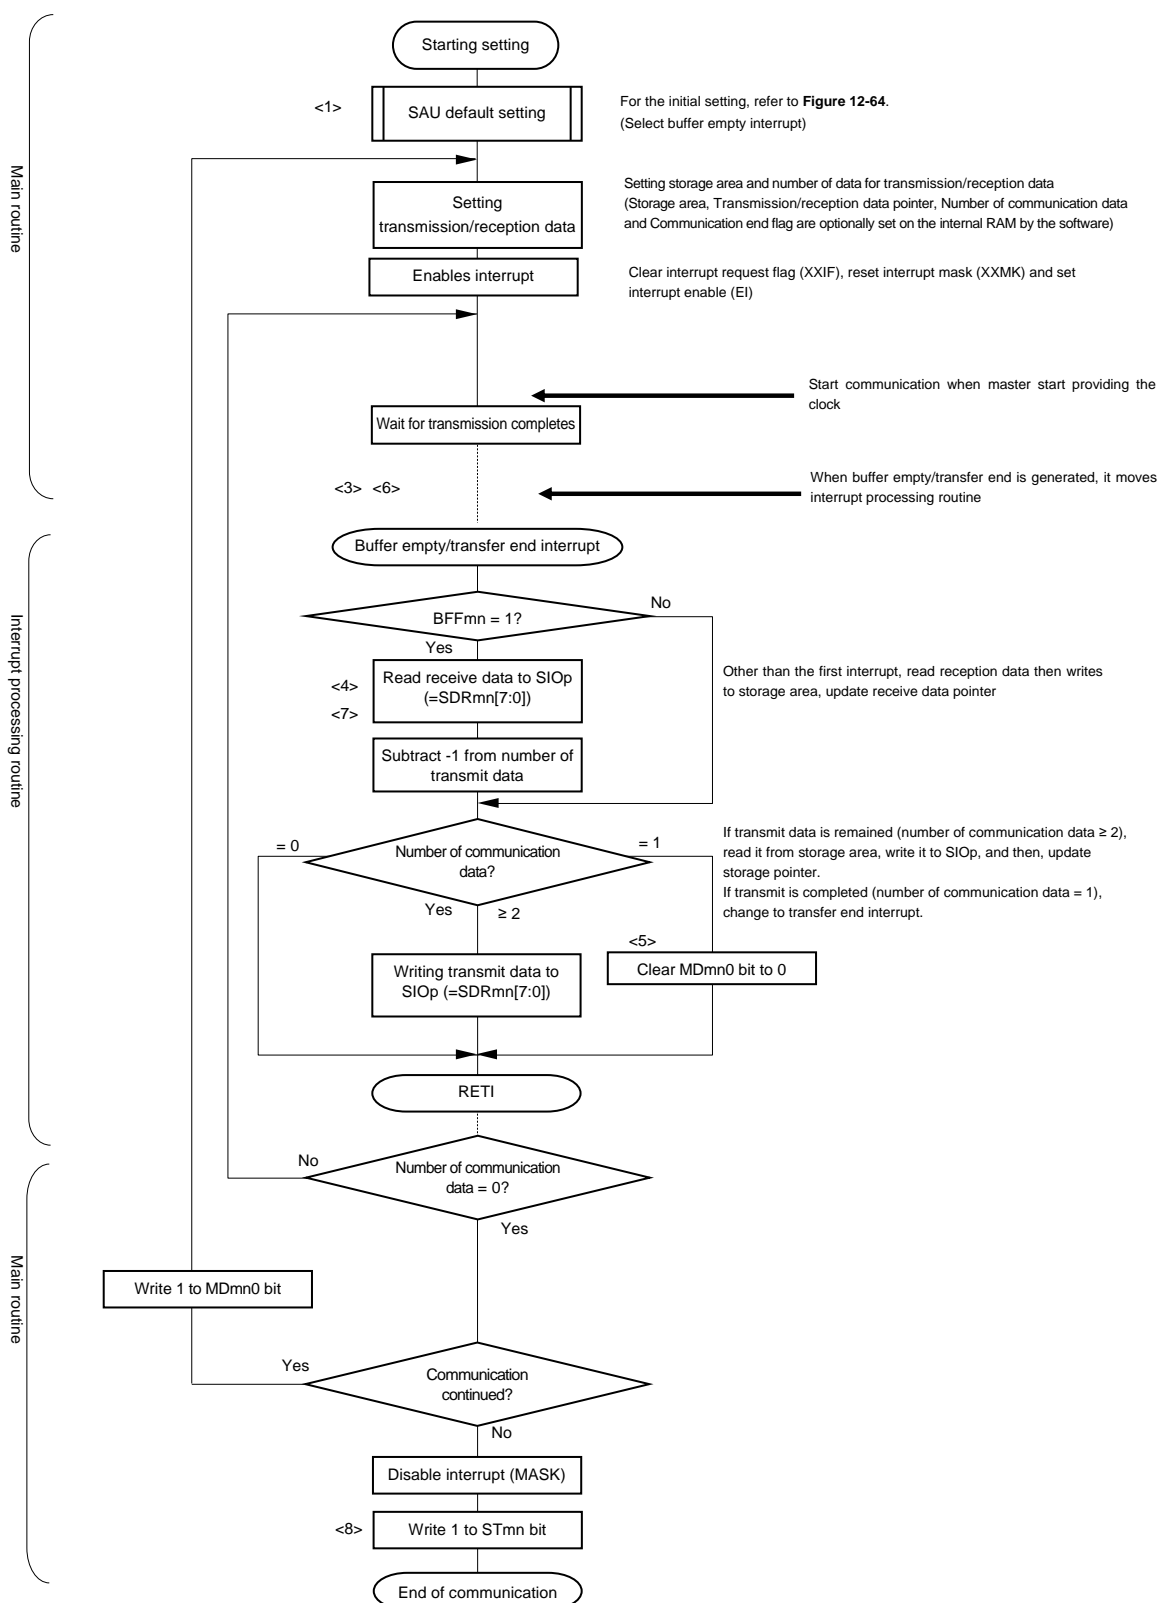 Starting setting
<1>
SAU default setting
For the initial setting, refer to Figure 12-64.
(Select buffer empty interrupt)
Main routine
Setting
transmission/reception data
Setting storage area and number of data for transmission/reception data
(Storage area, Transmission/reception data pointer, Number of communication data
and Communication end flag are optionally set on the internal RAM by the software)
Enables interrupt
Clear interrupt request flag (XXIF), reset interrupt mask (XXMK) and set
interrupt enable (EI)
Start communication when master start providing the
clock
Wait for transmission completes
<3> <6>
When buffer empty/transfer end is generated, it moves
interrupt processing routine
Buffer empty/transfer end interrupt
Interrupt processing routine
BFFmn = 1?
No
Yes
<4>
<7>
Read receive data to SIOp
(=SDRmn[7:0])
Other than the first interrupt, read reception data then writes
to storage area, update receive data pointer
Subtract -1 from number of
transmit data
= 0
Number of communication
data?
= 1
Yes
≥ 2
If transmit data is remained (number of communication data ≥ 2),
read it from storage area, write it to SIOp, and then, update
storage pointer.
If transmit is completed (number of communication data = 1),
change to transfer end interrupt.
<5>
Writing transmit data to
SIOp (=SDRmn[7:0])
Clear MDmn0 bit to 0
RETI
No
Number of communication
data = 0?
Yes
Main routine
Write 1 to MDmn0 bit
Yes
Communication
continued?
No
Disable interrupt (MASK)
<8>
Write 1 to STmn bit
End of communication